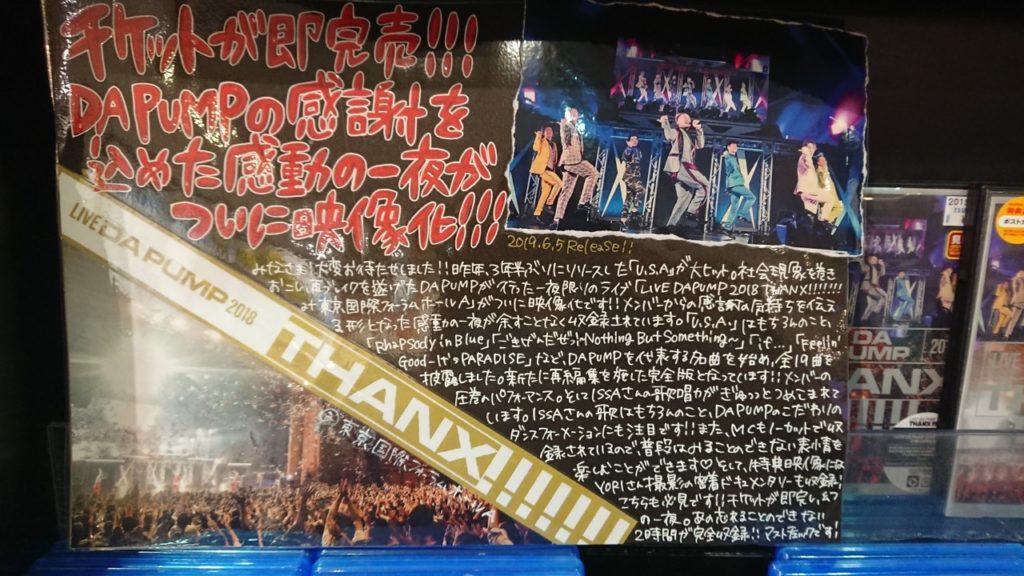 チケットが即完売!!!
DAPUMPの感謝を
込めた感動の一夜が
ついに映像化!!!
2019.6.5 Release!!
LIVE DA PUMP 2018
THANX!!!!!!!
@東京国際フォーラム
みなさま!大変お待たせしました!!昨年、3年半ぶりにリリースした「U.S.A.」が大ヒット。社会現象を巻き
おこし再ブレイクを遂げたDAPUMPが行った一夜限りのライブ「LIVE DAPUMP 2018 THANX!!!!!!!
東京国際フォーラムホールA」がついに映像化です!!メンバーからの感謝の気持ちを伝える
形となった感動の一夜が余すことなく収録されています。「U.S.A.」はもちろんのこと
「Rhapsody in Blue」「ごきげんだぜっ!~Nothing But Something~」「if...」「Feelin'
Good -It's PARADISE」など、DAPUMPを代表する名曲を始め、全19曲を
披露しました。新たに再編集を施した完全版となっています!!メンバーの
圧巻のパフォーマンス。そしてISSAさんの歌唱力がぎゅっとつめこまれて
います。ISSAさんの歌はもちろんのこと、DAPUMPのこだわりの
ダンスフォーメーションにも注目です!!また、MCもノーカットで収
録されているので普段はみることのできない素の姿を
楽しむことができます♡そして、特典映像には
YORIさん撮影の密着ドキュメンタリーも収録。
こちらも必見です!!チケットが即完し
の一夜。あの忘れることのできない
2時間が完全収録!!マストチェックです!
DA
PUMP 20
THANX